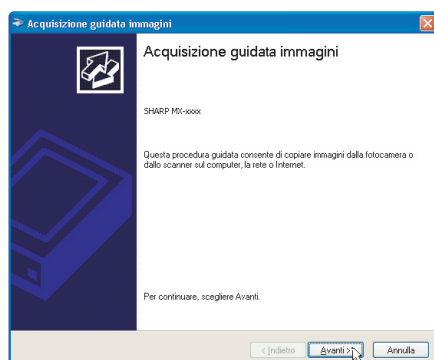 Acquisizione guidata immagini
Acquisizione guidata immagini
SHARP MX-xxxx
Questa procedura guidata consente di copiare immagini dalla fotocamera o
dallo scanner sul computer, la rete o Internet.
Per continuare, scegliere Avanti.
< Indietro
Avanti >
Annulla